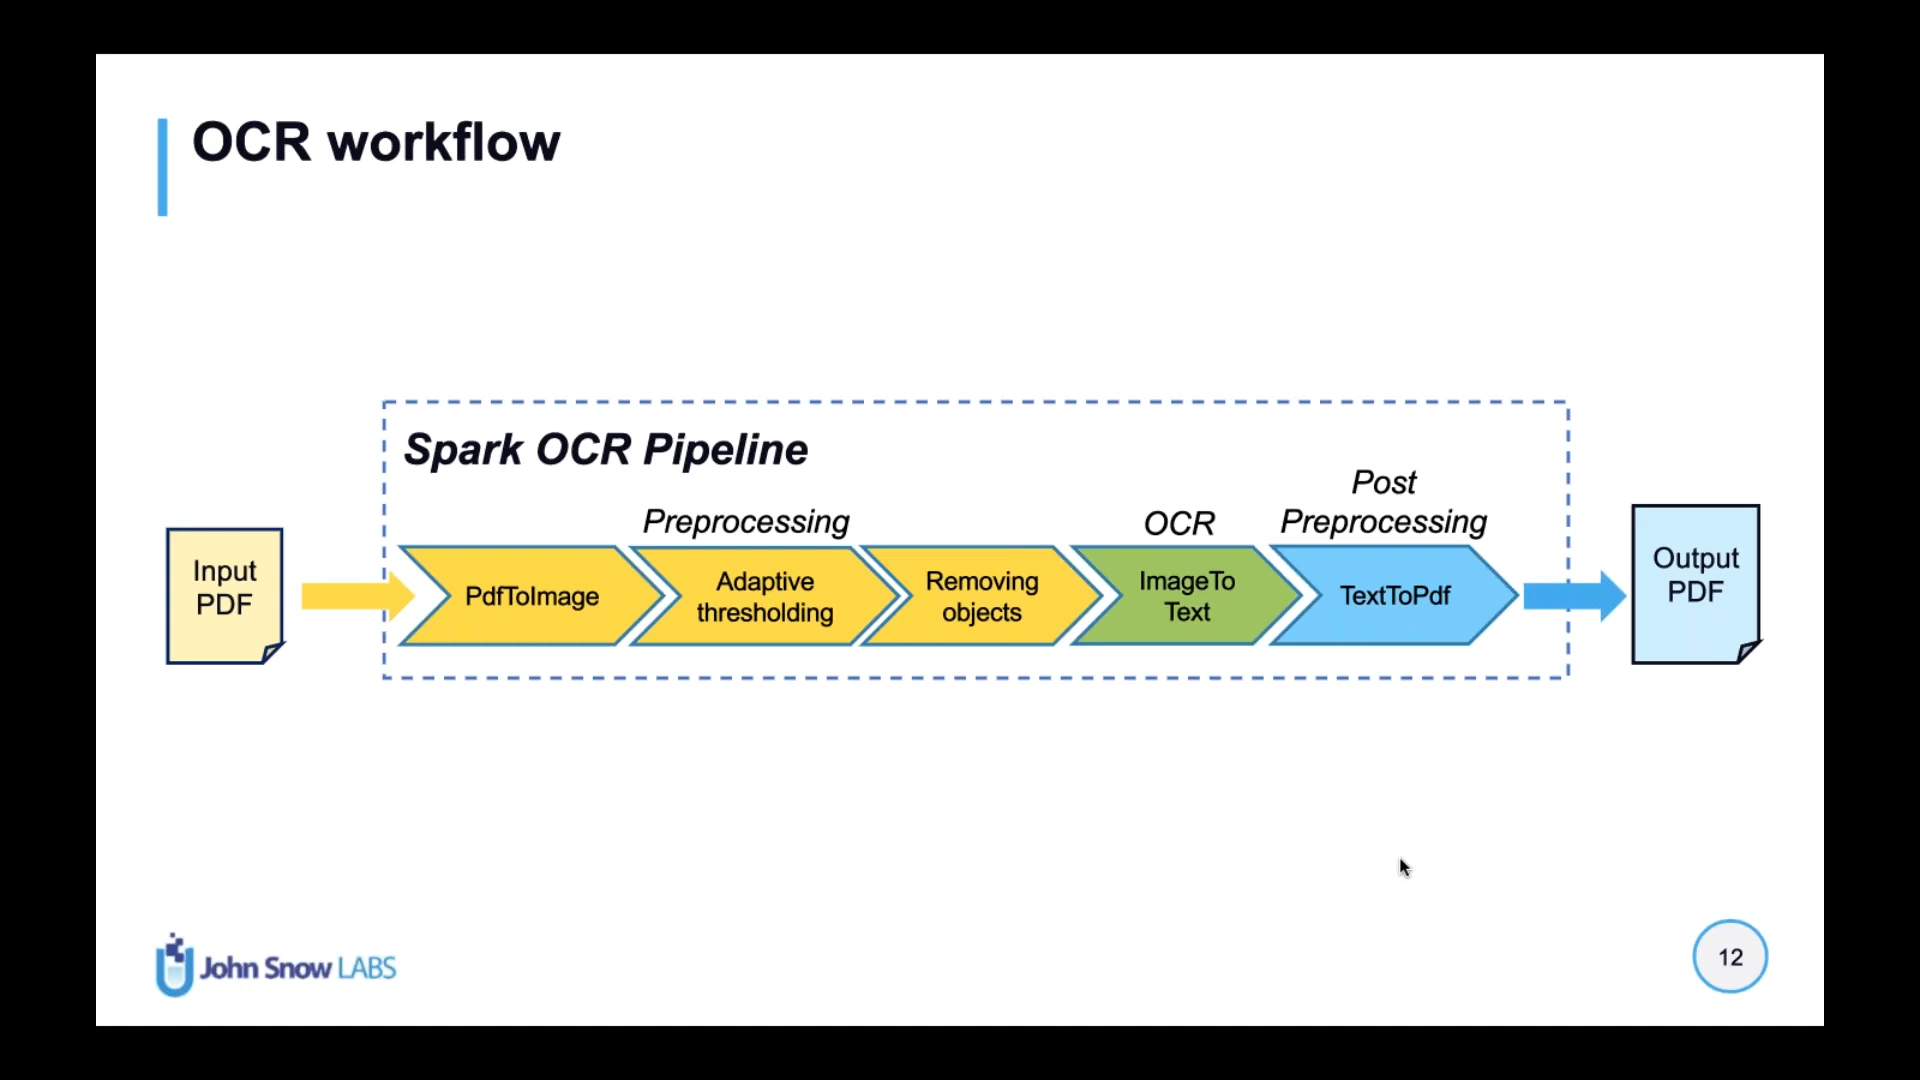 OCR workflow
Spark OCR Pipeline
Preprocessing
OCR
Post
Preprocessing
Input
PDF
PdfToImage
Adaptive
thresholding
Removing
objects
ImageTo
Text
TextToPdf
Output
PDF
John Snow LABS
12